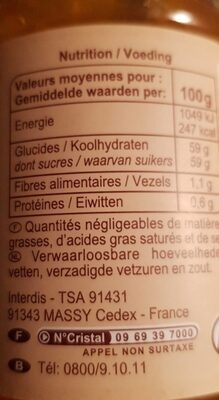 Nutrition / Voeding
Valeurs moyennes pour :
Gemiddelde waarden per:
100g
Energie
1049 kJ
247 kcal
Glucides / Koolhydraten
59 g
dont sucres / waarvan suikers
59 g
Fibres alimentaires / Vezels
1,1 g
Protéines / Eiwitten
0,6 g
F Quantités négligeables de matière
grasses, d'acides gras saturés et de se
NL Verwaarloosbare hoeveelhede
vetten, verzadigde vetzuren en zout.
Interdis - TSA 91431
91343 MASSY Cedex - France
F N°Cristal 09 69 39 7000
APPEL NON SURTAXE
B Tél: 0800/9.10.11